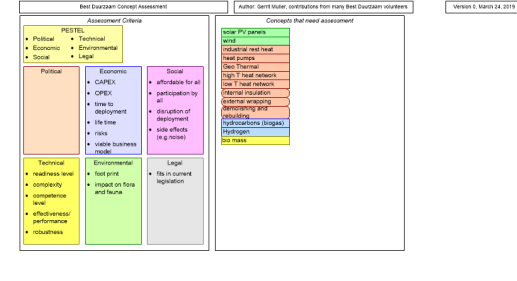 Best Duurzaam Concept Assessment
Author: Gerrit Muller, contributions from many Best Duurzaam volunteers
Version 0, March 24, 2019
Assessment Criteria
PESTEL
• Political
• Economic
• Social
• Technical
• Environmental
• Legal
Political
Economic
• CAPEX
• OPEX
• time to
deployment
• life time
• risks
• viable business
model
Social
• affordable for all
• participation by
all
• disruption of
deployment
• side effects
(e.g.noise)
Technical
• readiness level
• complexity
• competence
level
• effectiveness/
performance
• robustness
Environmental
• foot print
• impact on flora
and fauna
Legal
• fits in current
legislation
Concepts that need assessment
solar PV panels
wind
industrial rest heat
heat pumps
Geo Thermal
high T heat network
low T heat network
internal insulation
external wrapping
demolishing and
rebuilding
hydrocarbons (biogas)
Hydrogen
bio mass